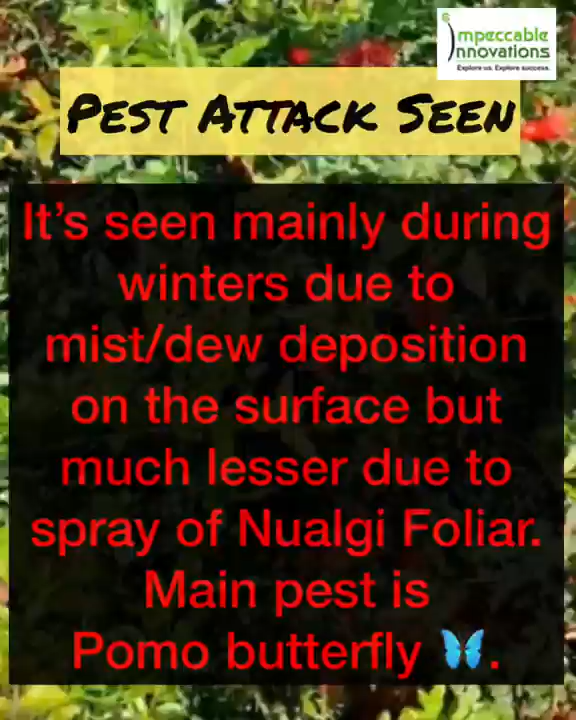 Impeccable
Innovations
Explore us. Explore success.
PEST ATTACK SEEN
It's seen mainly during
winters due to
mist/dew deposition
on the surface but
much lesser due to
spray of Nualgi Foliar.
Main pest is
Pomo butterfly 🦋.